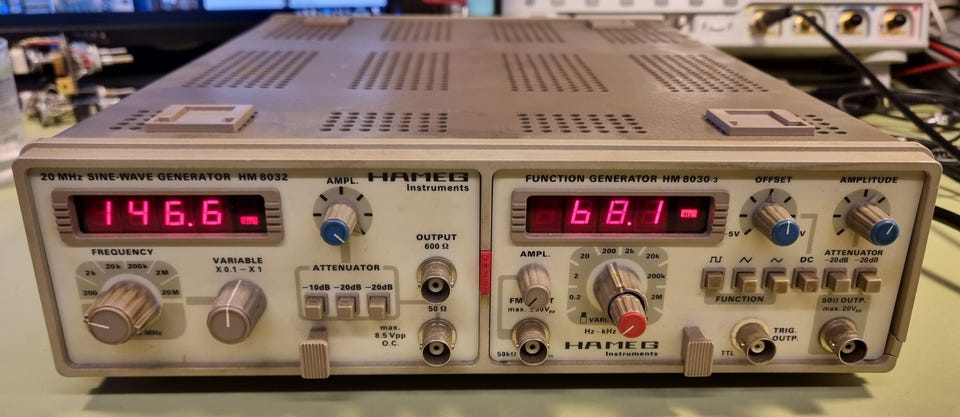 20 MHz SINE-WAVE GENERATOR HM 8032
HAMEG
Instruments
146.6
AMPL.
FREQUENCY
200
2k
20k
200k
2M
20M
VARIABLE
X 0.1 – X 1
ATTENUATOR
-10dB -20dB -20dB
OUTPUT
600 Ω
50 Ω
max.
8.5 Vpp
O.C.
FUNCTION GENERATOR HM 8030-3
68.1
OFFSET
AMPLITUDE
AMPL.
0.2
2
20
200
2k
20k
200k
2M
Hz - kHz
50kΩ
FUNCTION
DC
ATTENUATOR
-20dB -20dB
50Ω OUTP.
max. 20Vpp
TRIG.
OUTP.
TTL
HAMEG
Instruments